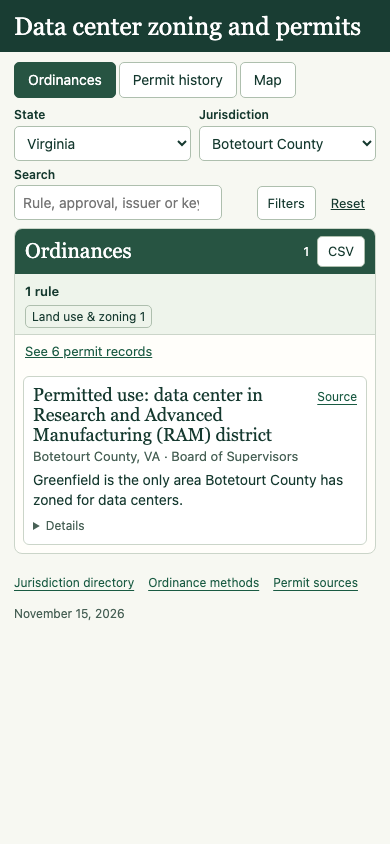 Data center zoning and permits
Ordinances
Permit history
Map
State
Jurisdiction
Virginia
Botetourt County
Search
Rule, approval, issuer or key
Filters
Reset
Ordinances
1
CSV
1 rule
Land use & zoning 1
See 6 permit records
Permitted use: data center in
Research and Advanced
Manufacturing (RAM) district
Source
Botetourt County, VA · Board of Supervisors
Greenfield is the only area Botetourt County has
zoned for data centers.
Details
Jurisdiction directory
Ordinance methods
Permit sources
November 15, 2026